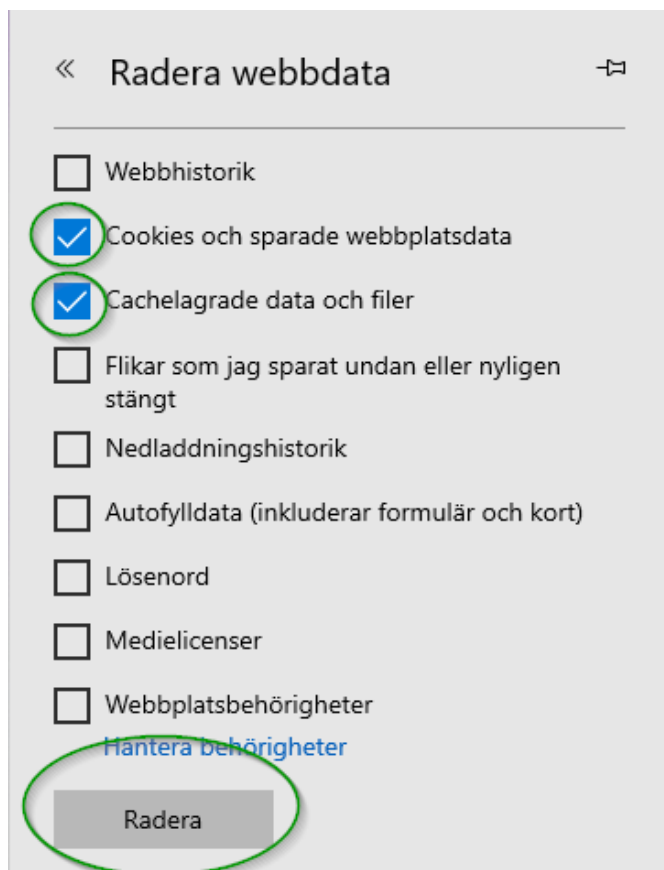 Radera webbdata
Webbhistorik
Cookies och sparade webbplatsdata
Cachelagrade data och filer
Flikar som jag sparat undan eller nyligen
stängt
Nedladdningshistorik
Autofylldata (inkluderar formulär och kort)
Lösenord
Medielicenser
Webbplatsbehörigheter
Hantera behörigheter
Radera